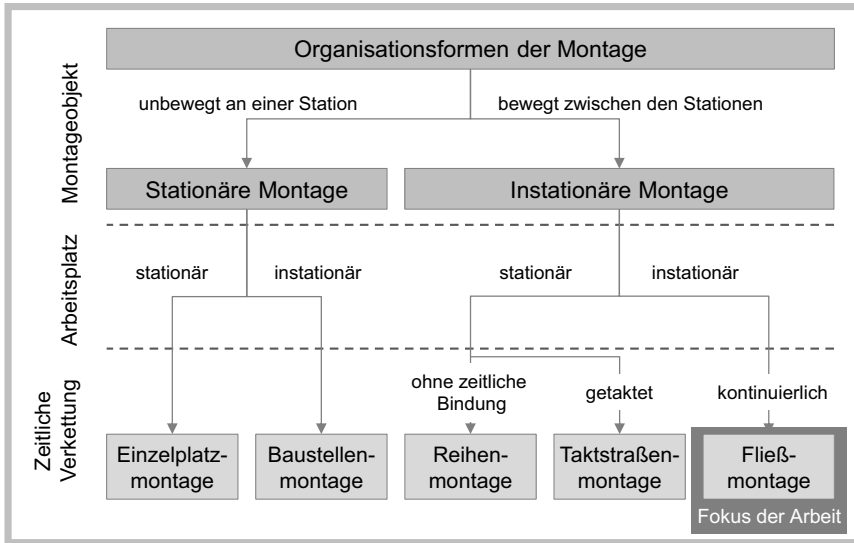 Organisationsformen der Montage
Montageobjekt
unbewegt an einer Station
bewegt zwischen den Stationen
Stationäre Montage
Instationäre Montage
Arbeitsplatz
stationär
instationär
stationär
instationär
Zeitliche
Verkettung
ohne zeitliche
Bindung
getaktet
kontinuierlich
Einzelplatz-
montage
Baustellen-
montage
Reihen-
montage
Taktstraßen-
montage
Fließ-
montage
Fokus der Arbeit